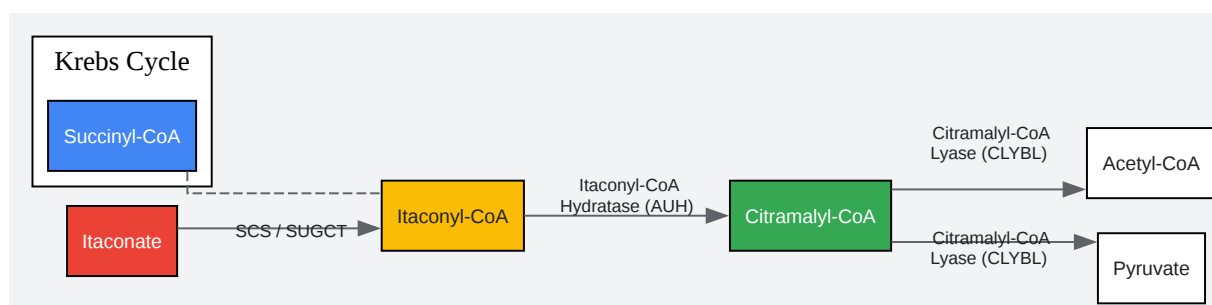 Krebs Cycle
Succinyl-CoA
Itaconate
SCS / SUGCT
Itaconyl-CoA
Itaconyl-CoA
Hydratase (AUH)
Citramalyl-CoA
Citramalyl-CoA
Lyase (CLYBL)
Acetyl-CoA
Citramalyl-CoA
Lyase (CLYBL)
Pyruvate